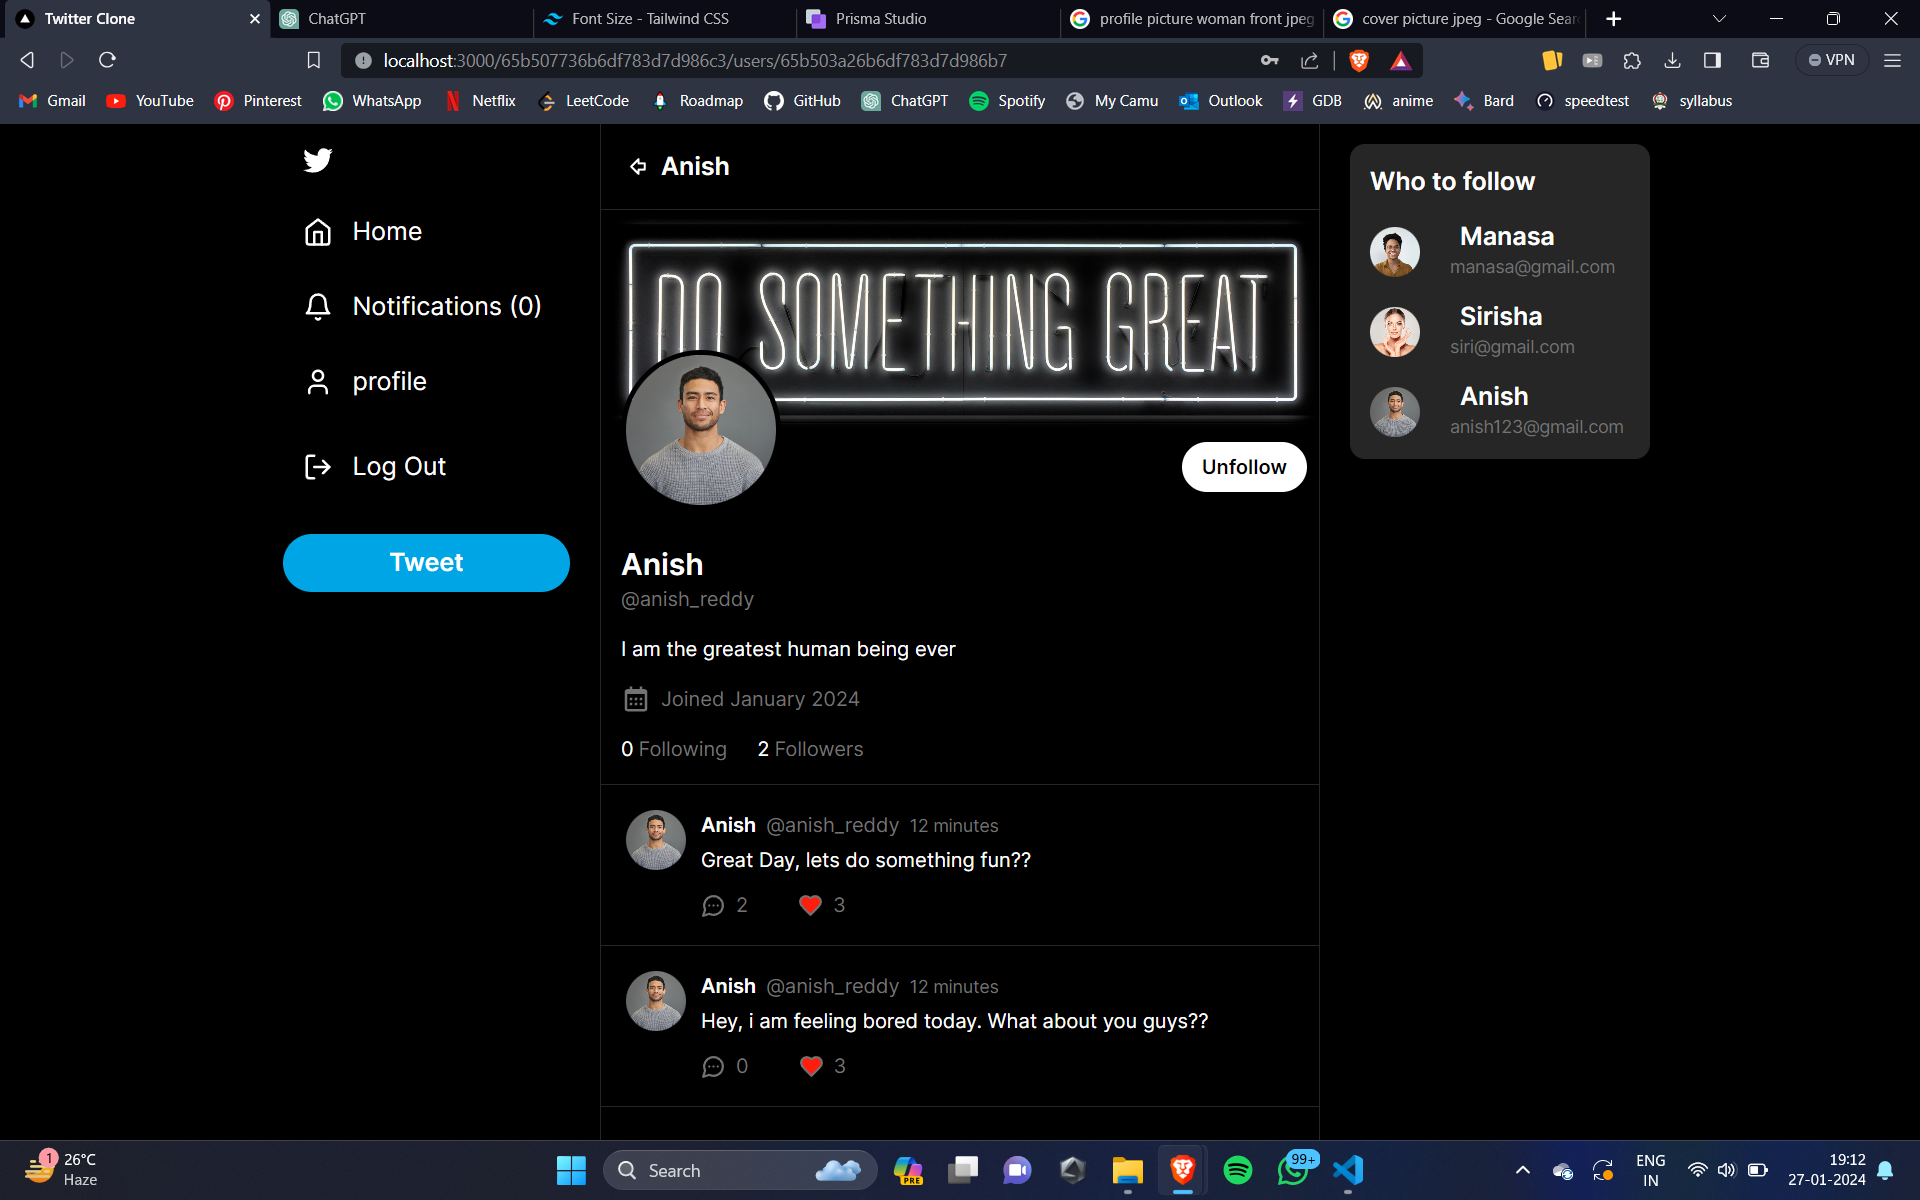 Twitter Clone
ChatGPT
Font Size - Tailwind CSS
Prisma Studio
profile picture woman front jpeg
cover picture jpeg - Google Sear
localhost:3000/65b507736b6df783d7d986c3/users/65b503a26b6df783d7d986b7
VPN
Gmail
YouTube
Pinterest
WhatsApp
Netflix
LeetCode
Roadmap
GitHub
ChatGPT
Spotify
My Camu
Outlook
GDB
anime
Bard
speedtest
syllabus
Home
Notifications (0)
profile
Log Out
Tweet
Anish
DO SOMETHING GREAT
Unfollow
Anish
@anish_reddy
I am the greatest human being ever
Joined January 2024
0 Following 2 Followers
Anish @anish_reddy 12 minutes
Great Day, lets do something fun??
2 3
Anish @anish_reddy 12 minutes
Hey, i am feeling bored today. What about you guys??
0 3
Who to follow
Manasa
manasa@gmail.com
Sirisha
siri@gmail.com
Anish
anish123@gmail.com
1
26°C
Haze
Search
PRE
99+
ENG
IN
19:12
27-01-2024